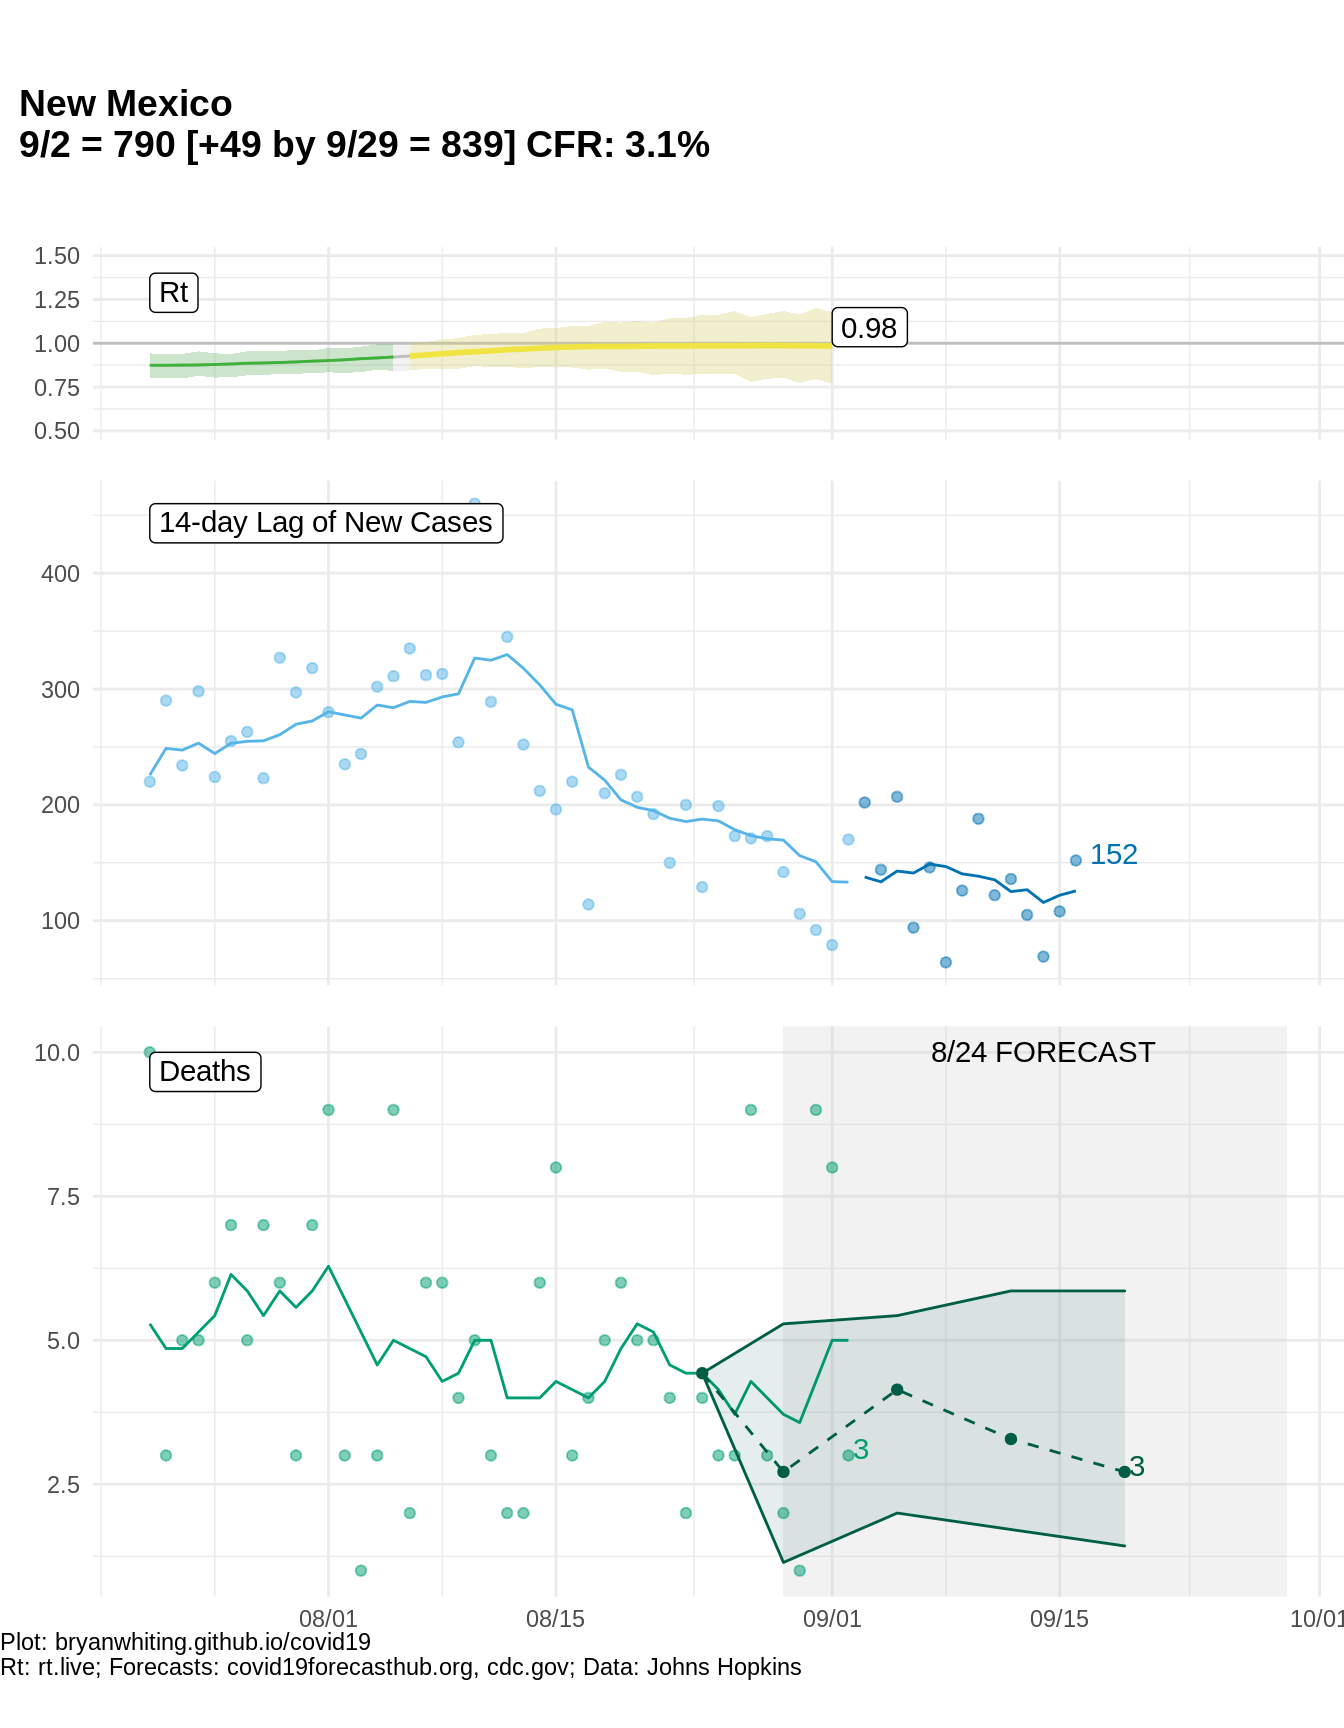 New Mexico
9/2 = 790 [+49 by 9/29 = 839] CFR: 3.1%
1.50
Rt
1.25
0.98
1.00
0.75
0.50
14-day Lag of New Cases
400
300
200
152
100
8/24 FORECAST
10.0
Deaths
7.5
5.0
3
3
2.5
08/01 08/15 09/01 09/15 10/01
Plot: bryanwhiting.github.io/covid19
Rt: rt.live; Forecasts: covid19forecasthub.org, cdc.gov; Data: Johns Hopkins